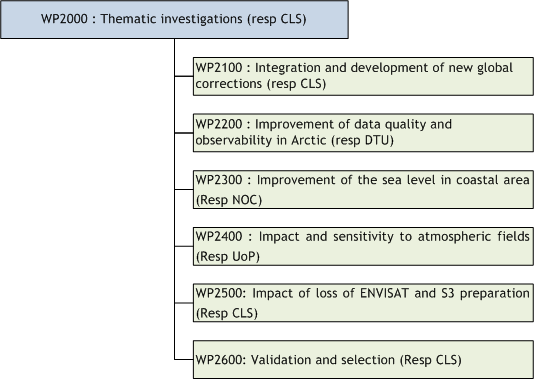 WP2000 : Thematic investigations (resp CLS)
WP2100 : Integration and development of new global
corrections (resp CLS)
WP2200 : Improvement of data quality and
observability in Arctic (resp DTU)
WP2300 : Improvement of the sea level in coastal area
(Resp NOC)
WP2400 : Impact and sensitivity to atmospheric fields
(Resp UoP)
WP2500: Impact of loss of ENVISAT and S3 preparation
(Resp CLS)
WP2600: Validation and selection (Resp CLS)